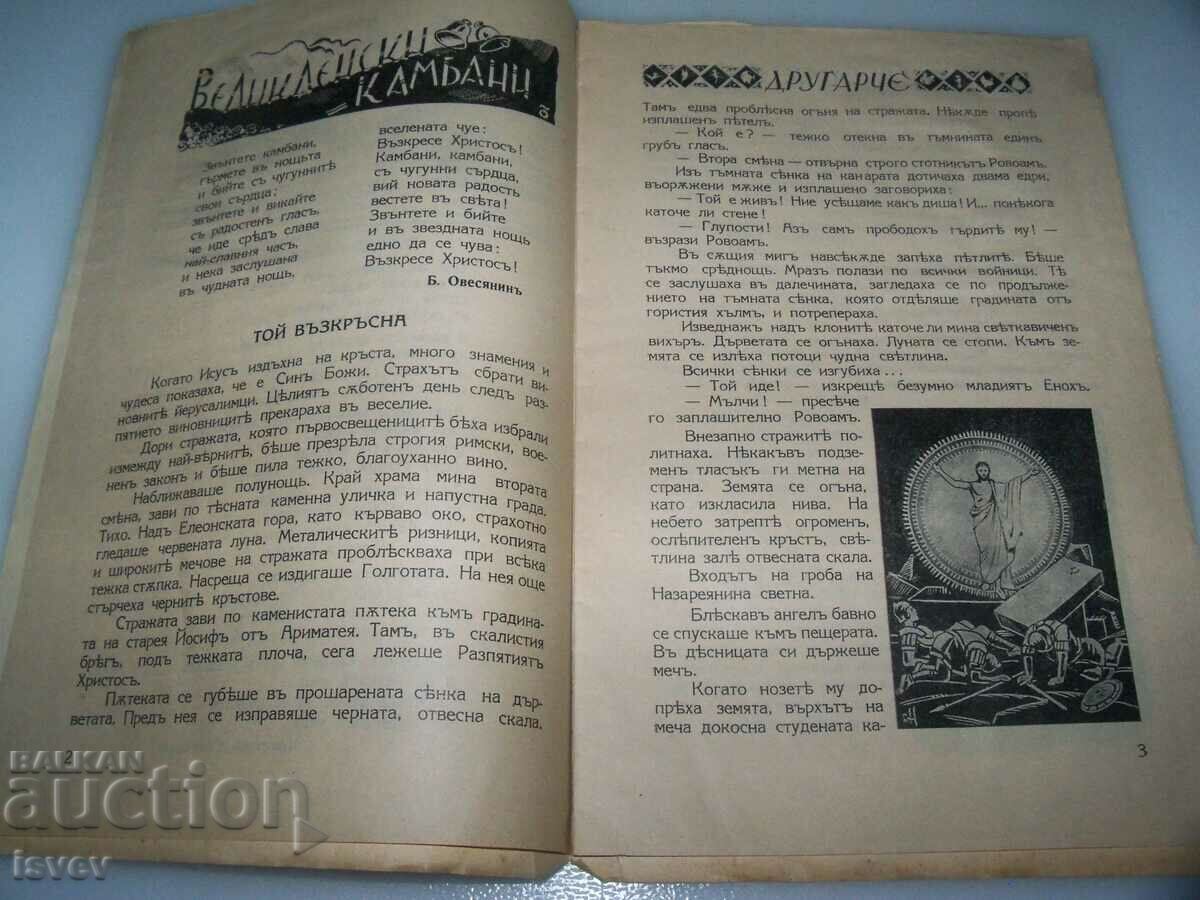 Великденски
камбани
Звънтете камбани,
гърмете въ нощьта
и бийте съ чугуннитѣ
свои сърдца;
звънтете и викайте
съ радостенъ гласъ,
че иде срѣдъ слава
най-славния часъ,
и нека заслушана
въ чудната нощь,
вселената чуе:
Възкресе Христосъ!
Камбани, камбани,
съ чугунни сърдца,
вий новата радость
вестете въ свѣта!
Звънтете и бийте
и въ звездната нощь
едно да се чува:
Възкресе Христосъ!
Б. Овесянинъ
ТОЙ ВЪЗКРЪСНА
Когато Исусъ издъхна на кръста, много знамения и
чудеса показаха, че е Синъ Божи. Страхътъ сбрати ви-
новнитѣ йерусалимци. Цѣлиятъ сѫботенъ день следъ раз-
пятието виновницитѣ прекараха въ веселие.
Дори стражата, която първосвещеницитѣ бѣха избрали
измежду най-вѣрнитѣ, бѣше презрѣла строгия римски, вое-
ненъ законъ и бѣше пила тежко, благоуханно вино.
Наближаваше полунощь. Край храма мина втората
смѣна, зави по тѣсната каменна уличка и напустна града.
Тихо. Надъ Елеонската гора, като кърваво око, страхотно
гледаше червената луна. Металическитѣ ризници, копията
и широкитѣ мечове на стражата проблѣскваха при всѣка
тежка стѫпка. Насреща се издигаше Голготата. На нея още
стърчеха чернитѣ кръстове.
Стражата зави по каменистата пѫтека къмъ градина-
та на старея Йосифъ отъ Ариматея. Тамъ, въ скалистия
брѣгъ, подъ тежката плоча, сега лежеше Разпятиятъ
Христосъ.
Пѫтеката се губѣше въ прошарената сѣнка на дър-
ветата. Предъ нея се изправяше черната, отвесна скала.
2
ДРУГАРЧЕ
Тамъ едва проблѣсна огъня на стражата. Нѣкѫде пропѣ
изплашенъ пѣтелъ.
— Кой е? — тежко отекна въ тъмнината единъ
грубъ гласъ.
— Втора смѣна — отвърна строго стотникътъ Ровоамъ.
Изъ тъмната сѣнка на канарата дотичаха двама едри,
въорѫжени мѫже и изплашено заговориха:
— Той е живъ! Ние усѣщаме какъ диша! И... понѣкога
каточе ли стене!
— Глупости! Азъ самъ прободохъ гърдитѣ му! —
възрази Ровоамъ.
Въ сѫщия мигъ навсѣкѫде запѣха пѣтлитѣ. Бѣше
тъкмо срѣднощь. Мразъ полази по всички войници. Тѣ
се заслушаха въ далечината, загледаха се по продълже-
нието на тъмната сѣнка, която отдѣляше градината отъ
гористия хълмъ, и потрепераха.
Изведнажъ надъ клонитѣ каточе ли мина свѣткавиченъ
вихъръ. Дърветата се огънаха. Луната се стопи. Къмъ зе-
мята се излѣха потоци чудна свѣтлина.
Всички сѣнки се изгубиха...
— Той иде! — изкрещѣ безумно младиятъ Енохъ.
— Мълчи! — пресѣче
го заплашително Ровоамъ.
Внезапно стражитѣ по-
литнаха. Нѣкакъвъ подзе-
менъ тласъкъ ги метна на
страна. Земята се огъна,
като изкласила нива. На
небето затрептѣ огроменъ,
ослѣпителенъ кръстъ, свѣ-
тлина залѣ отвесната скала.
Входътъ на гроба на
Назареянина светна.
Блѣскавъ ангелъ бавно
се спускаше къмъ пещерата.
Въ дѣсницата си държеше
мечъ.
Когато нозетѣ му до-
прѣха земята, върхътъ на
меча докосна студената ка-
3
BALKAN
auction
isvev